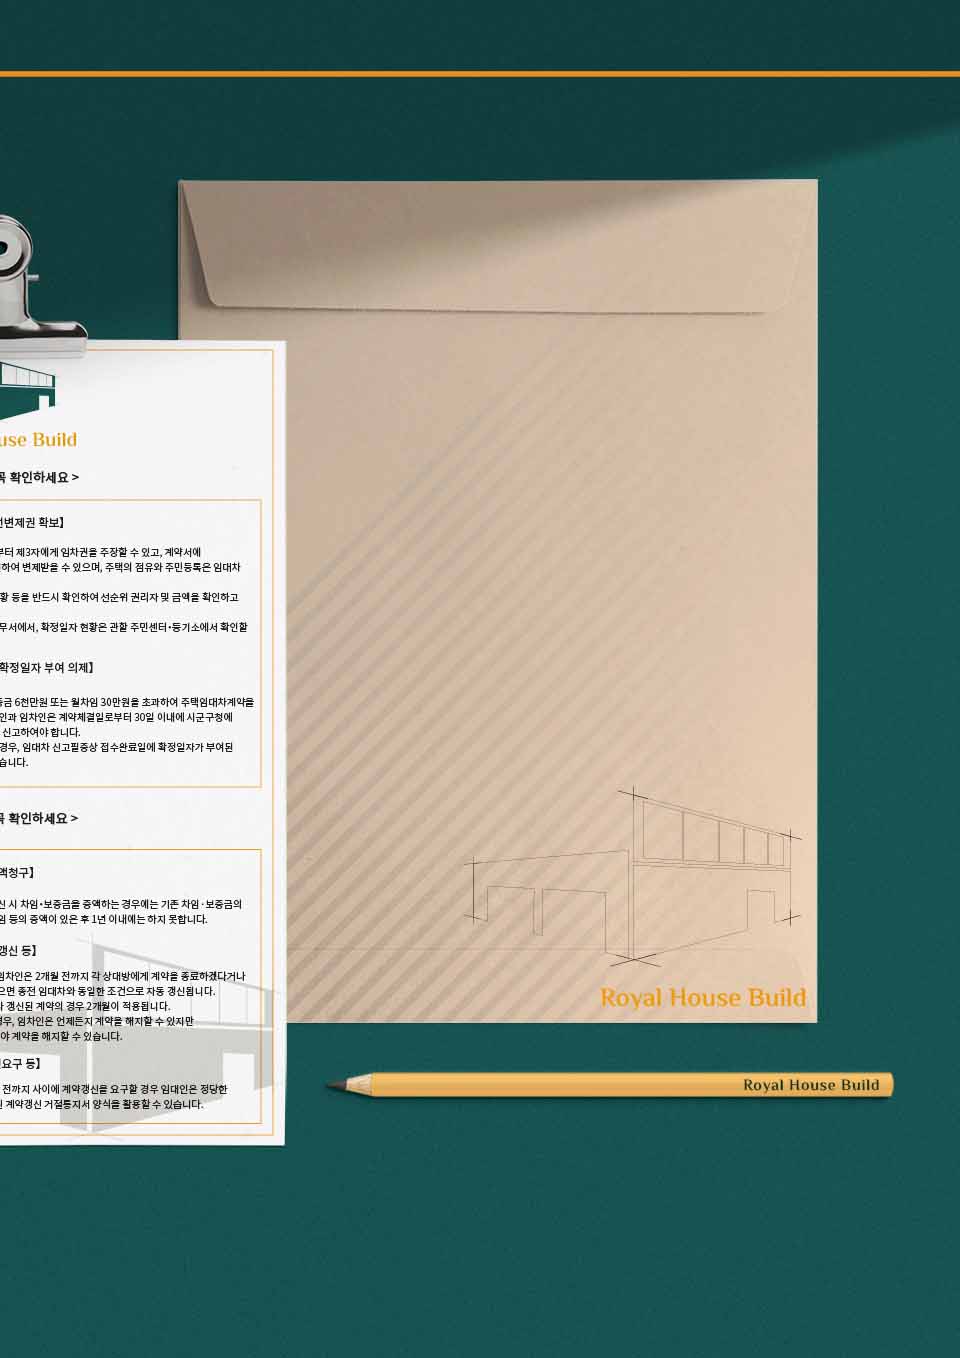 use Build
꼭 확인하세요 >
선변제권 확보】
부터 제3자에게 임차권을 주장할 수 있고, 계약서에
하여 변제받을 수 있으며, 주택의 점유와 주민등록은 임대차
황 등을 반드시 확인하여 선순위 권리자 및 금액을 확인하고
무서에서, 확정일자 현황은 관할 주민센터·등기소에서 확인할
확정일자 부여 의제】
증금 6천만원 또는 월차임 30만원을 초과하여 주택임대차계약을
인과 임차인은 계약체결일로부터 30일 이내에 시군구청에
신고하여야 합니다.
경우, 임대차 신고필증상 접수완료일에 확정일자가 부여된
습니다.
꼭 확인하세요 >
액청구】
신 시 차임·보증금을 증액하는 경우에는 기존 차임·보증금의
임 등의 증액이 있은 후 1년 이내에는 하지 못합니다.
갱신 등】
임차인은 2개월 전까지 각 상대방에게 계약을 종료하겠다거나
으면 종전 임대차와 동일한 조건으로 자동 갱신됩니다.
라 갱신된 계약의 경우 2개월이 적용됩니다.
경우, 임차인은 언제든지 계약을 해지할 수 있지만
야 계약을 해지할 수 있습니다.
요구 등】
전까지 사이에 계약갱신을 요구할 경우 임대인은 정당한
계약갱신 거절통지서 양식을 활용할 수 있습니다.
Royal House Build
Royal House Build